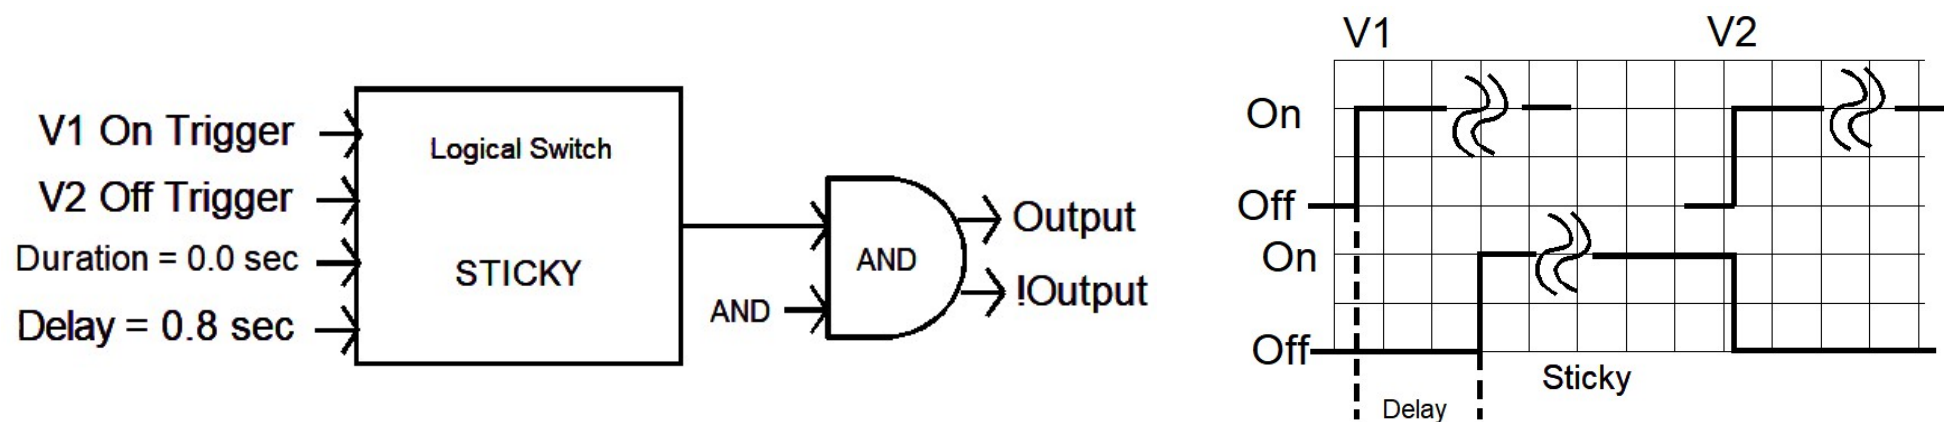 V1 On Trigger
V2 Off Trigger
Duration = 0.0 sec
Delay = 0.8 sec
Logical Switch
STICKY
AND
AND
Output
!Output
V1
V2
On
Off
On
Off
Sticky
Delay